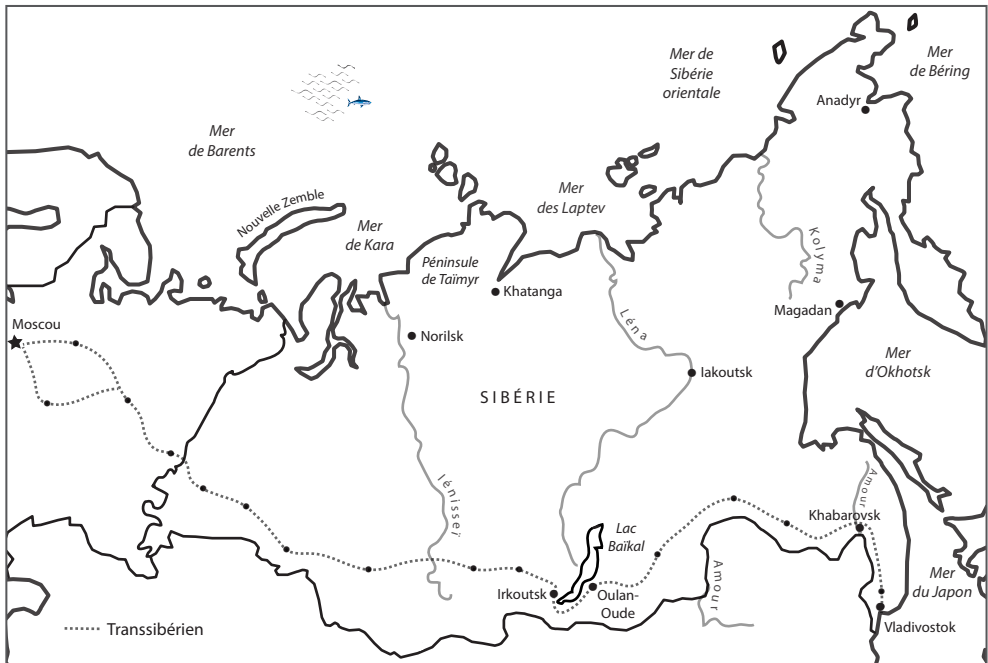 Mer de
Sibérie
orientale
Mer
de Béring
Anadyr
Mer
de Barents
Nouvelle Zemble
Mer
des Laptev
Mer
de Kara
Péninsule
de Taïmyr
Kolyma
Khatanga
Magadan
Moscou
Norilsk
Léna
Mer
d’Okhotsk
Iakoutsk
SIBÉRIE
Iénisseï
Amour
Khabarovsk
Lac
Baïkal
Amour
Mer
du Japon
Irkoutsk
Oulan-
Oude
Transsibérien
Vladivostok